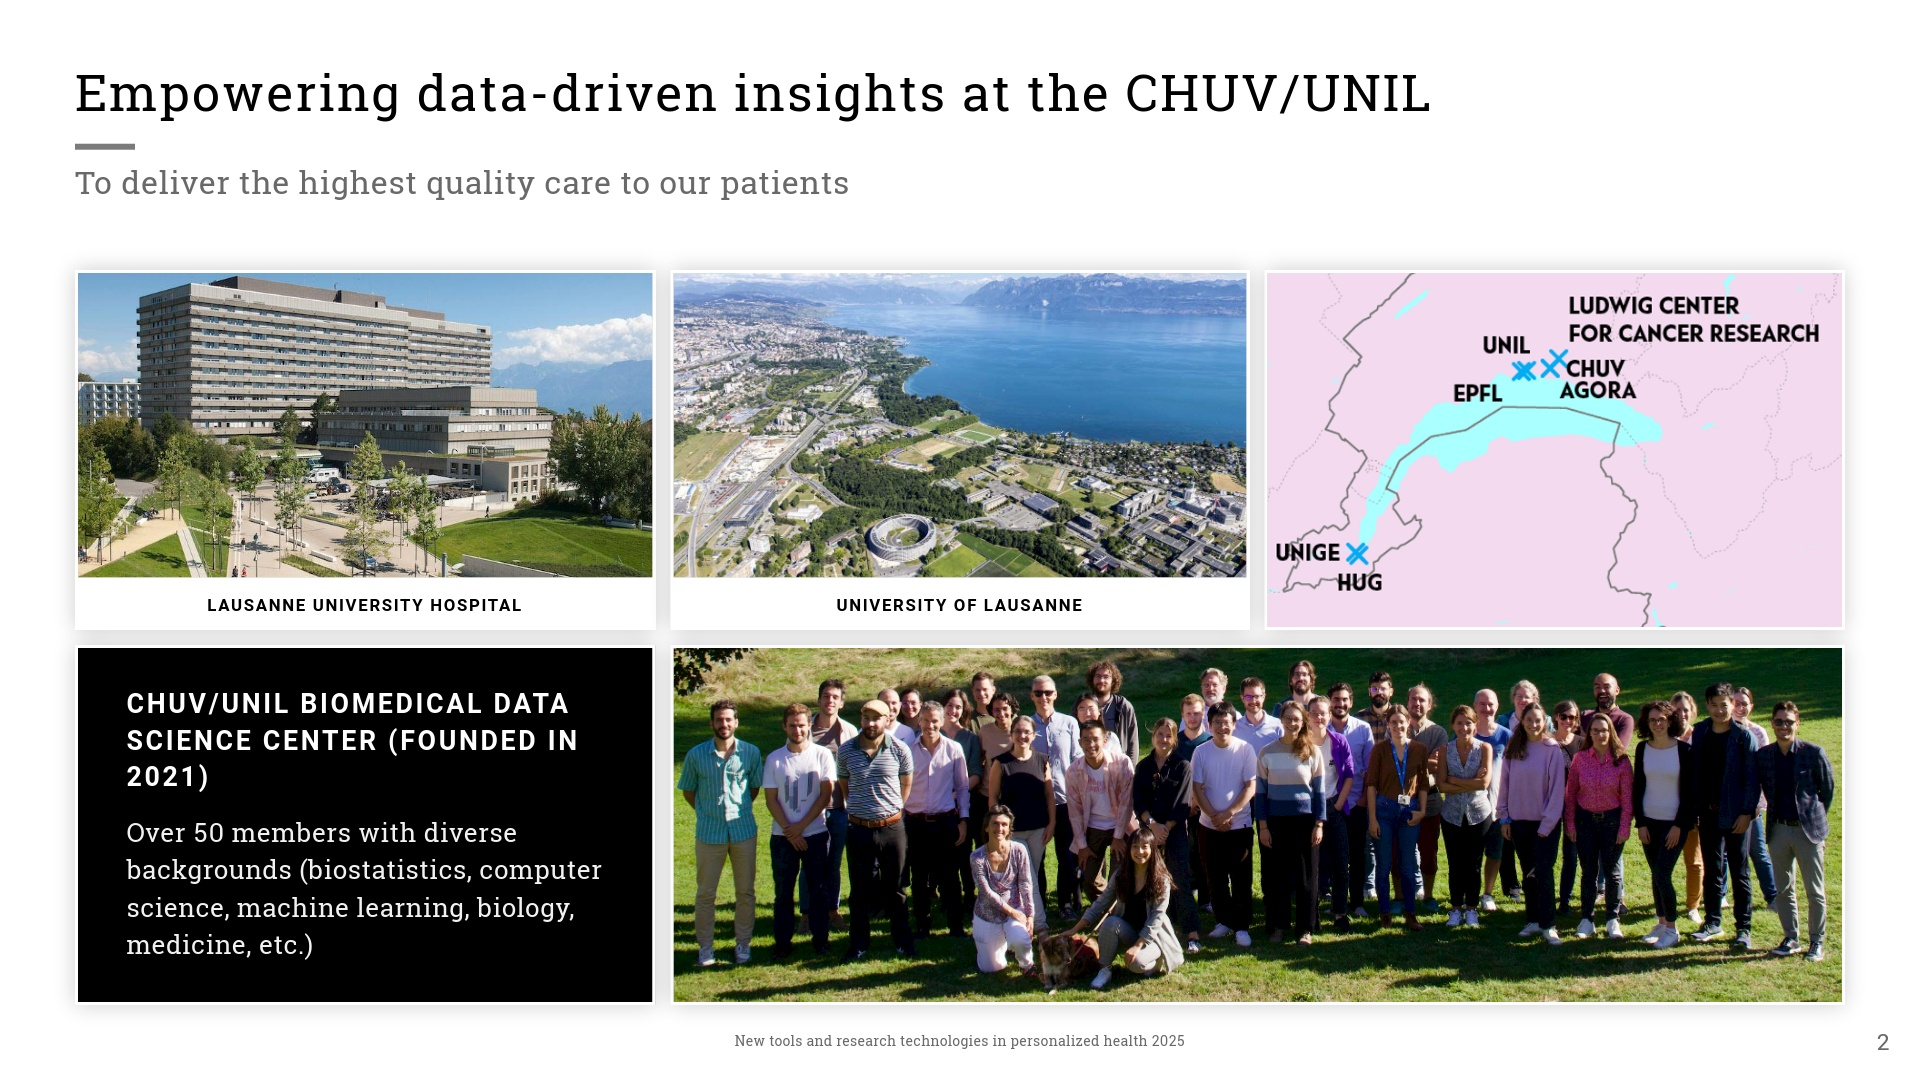 Empowering data-driven insights at the CHUV/UNIL
To deliver the highest quality care to our patients
LAUSANNE UNIVERSITY HOSPITAL
UNIVERSITY OF LAUSANNE
LUDWIG CENTER
FOR CANCER RESEARCH
UNIL
CHUV
EPFL
AGORA
UNIGE
HUG
CHUV/UNIL BIOMEDICAL DATA
SCIENCE CENTER (FOUNDED IN
2021)
Over 50 members with diverse
backgrounds (biostatistics, computer
science, machine learning, biology,
medicine, etc.)
New tools and research technologies in personalized health 2025
2